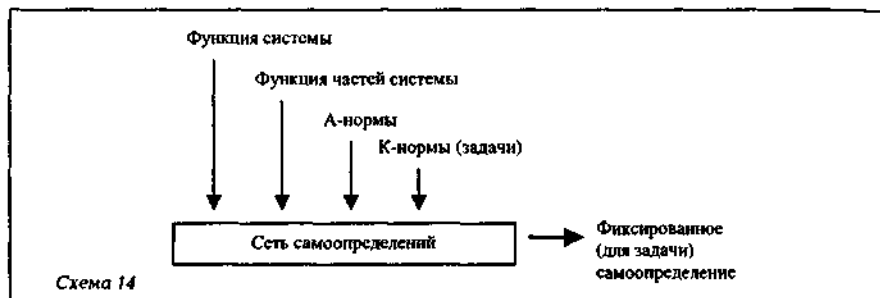 Функция системы
Функция частей системы
А-нормы
К-нормы (задачи)
Сеть самоопределений
Фиксированное
(для задачи)
самоопределение
Схема 14